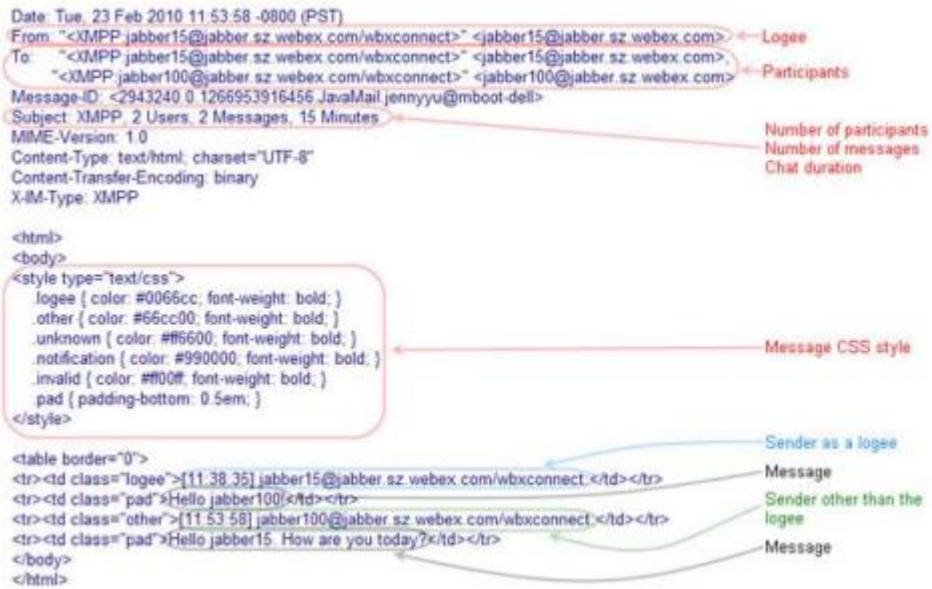 Date: Tue, 23 Feb 2010 11:53:58 -0800 (PST)
From: "<XMPP:jabber15@jabber.sz.webex.com/wbxconnect>" <jabber15@jabber.sz.webex.com>
Logee
To: "<XMPP:jabber15@jabber.sz.webex.com/wbxconnect>" <jabber15@jabber.sz.webex.com>,
"<XMPP:jabber100@jabber.sz.webex.com/wbxconnect>" <jabber100@jabber.sz.webex.com>
Participants
Message-ID: <2943240.0.1266953916456.JavaMail.jennyyu@mboot-dell>
Subject: XMPP, 2 Users, 2 Messages, 15 Minutes
Number of participants
Number of messages
Chat duration
MIME-Version: 1.0
Content-Type: text/html; charset="UTF-8"
Content-Transfer-Encoding: binary
X-IM-Type: XMPP
<html>
<body>
<style type="text/css">
.logee { color: #0066cc; font-weight: bold; }
.other { color: #66cc00; font-weight: bold; }
.unknown { color: #ff6600; font-weight: bold; }
.notification { color: #990000; font-weight: bold; }
.invalid { color: #ff00ff; font-weight: bold; }
.pad { padding-bottom: 0.5em; }
</style>
Message CSS style
<table border="0">
<tr><td class="logee">[11:38:35] jabber15@jabber.sz.webex.com/wbxconnect:</td></tr>
Sender as a logee
<tr><td class="pad">Hello jabber100!</td></tr>
Message
<tr><td class="other">[11:53:58] jabber100@jabber.sz.webex.com/wbxconnect:</td></tr>
Sender other than the
logee
<tr><td class="pad">Hello jabber15. How are you today?</td></tr>
Message
</body>
</html>